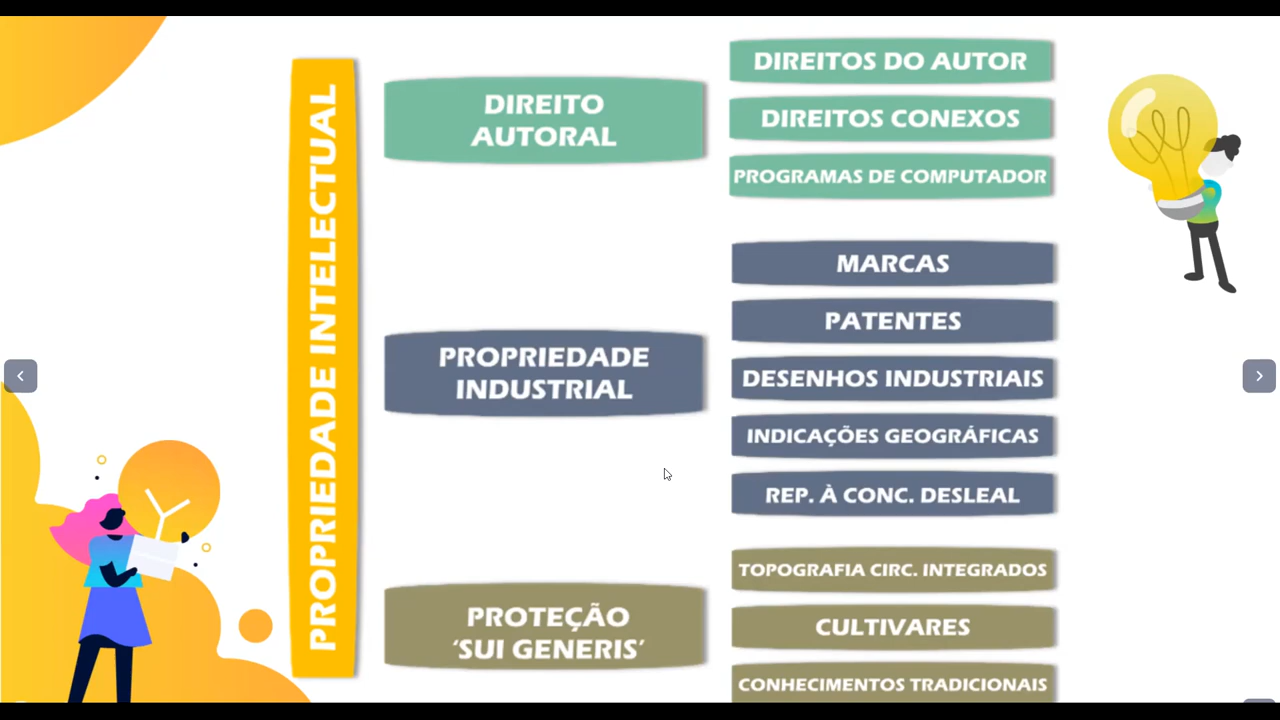 PROPRIEDADE INTELECTUAL
DIREITO
AUTORAL
DIREITOS DO AUTOR
DIREITOS CONEXOS
PROGRAMAS DE COMPUTADOR
PROPRIEDADE
INDUSTRIAL
MARCAS
PATENTES
DESENHOS INDUSTRIAIS
INDICAÇÕES GEOGRÁFICAS
REP. À CONC. DESLEAL
PROTEÇÃO
‘SUI GENERIS’
TOPOGRAFIA CIRC. INTEGRADOS
CULTIVARES
CONHECIMENTOS TRADICIONAIS